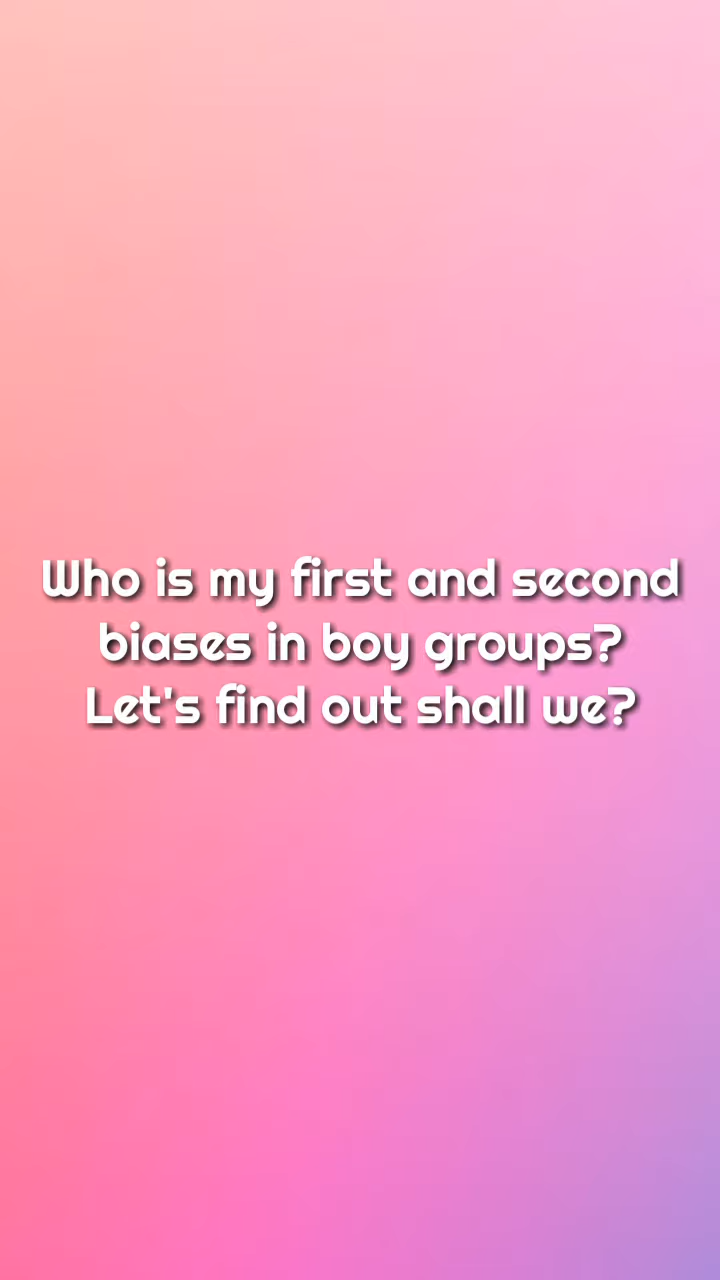 Who is my first and second
biases in boy groups?
Let's find out shall we?